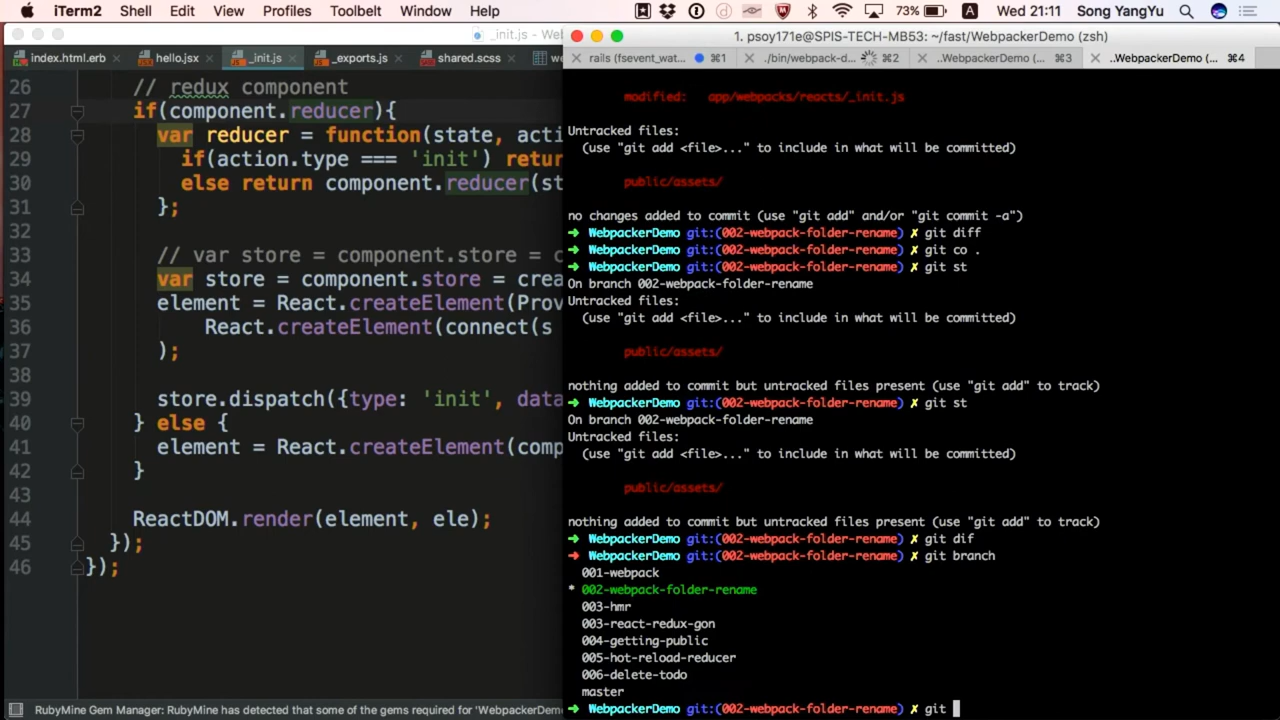 iTerm2 Shell Edit View Profiles Toolbelt Window Help 73% A Wed 21:11 Song YangYu
_init.js - We
1. psoy171e@SPIS-TECH-MB53: ~/fast/WebpackerDemo (zsh)
index.html.erb × hello.jsx × _init.js × _exports.js × shared.scss × we
× rails (fsevent_wat... ⌘1 × ./bin/webpack-d... ⌘2 × ..WebpackerDemo (... ⌘3 × ..WebpackerDemo (... ⌘4
26 // redux component
27 if(component.reducer){
28 var reducer = function(state, acti
29 if(action.type === 'init') retur
30 else return component.reducer(st
31 };
32
33 // var store = component.store = c
34 var store = component.store = crea
35 element = React.createElement(Prov
36 React.createElement(connect(s
37 );
38
39 store.dispatch({type: 'init', data
40 } else {
41 element = React.createElement(comp
42 }
43
44 ReactDOM.render(element, ele);
45 });
46 });
RubyMine Gem Manager: RubyMine has detected that some of the gems required for 'WebpackerDem
modified: app/webpacks/reacts/_init.js
Untracked files:
(use "git add <file>..." to include in what will be committed)
public/assets/
no changes added to commit (use "git add" and/or "git commit -a")
➜ WebpackerDemo git:(002-webpack-folder-rename) ✗ git diff
➜ WebpackerDemo git:(002-webpack-folder-rename) ✗ git co .
➜ WebpackerDemo git:(002-webpack-folder-rename) ✗ git st
On branch 002-webpack-folder-rename
Untracked files:
(use "git add <file>..." to include in what will be committed)
public/assets/
nothing added to commit but untracked files present (use "git add" to track)
➜ WebpackerDemo git:(002-webpack-folder-rename) ✗ git st
On branch 002-webpack-folder-rename
Untracked files:
(use "git add <file>..." to include in what will be committed)
public/assets/
nothing added to commit but untracked files present (use "git add" to track)
➜ WebpackerDemo git:(002-webpack-folder-rename) ✗ git dif
➜ WebpackerDemo git:(002-webpack-folder-rename) ✗ git branch
001-webpack
* 002-webpack-folder-rename
003-hmr
003-react-redux-gon
004-getting-public
005-hot-reload-reducer
006-delete-todo
master
➜ WebpackerDemo git:(002-webpack-folder-rename) ✗ git